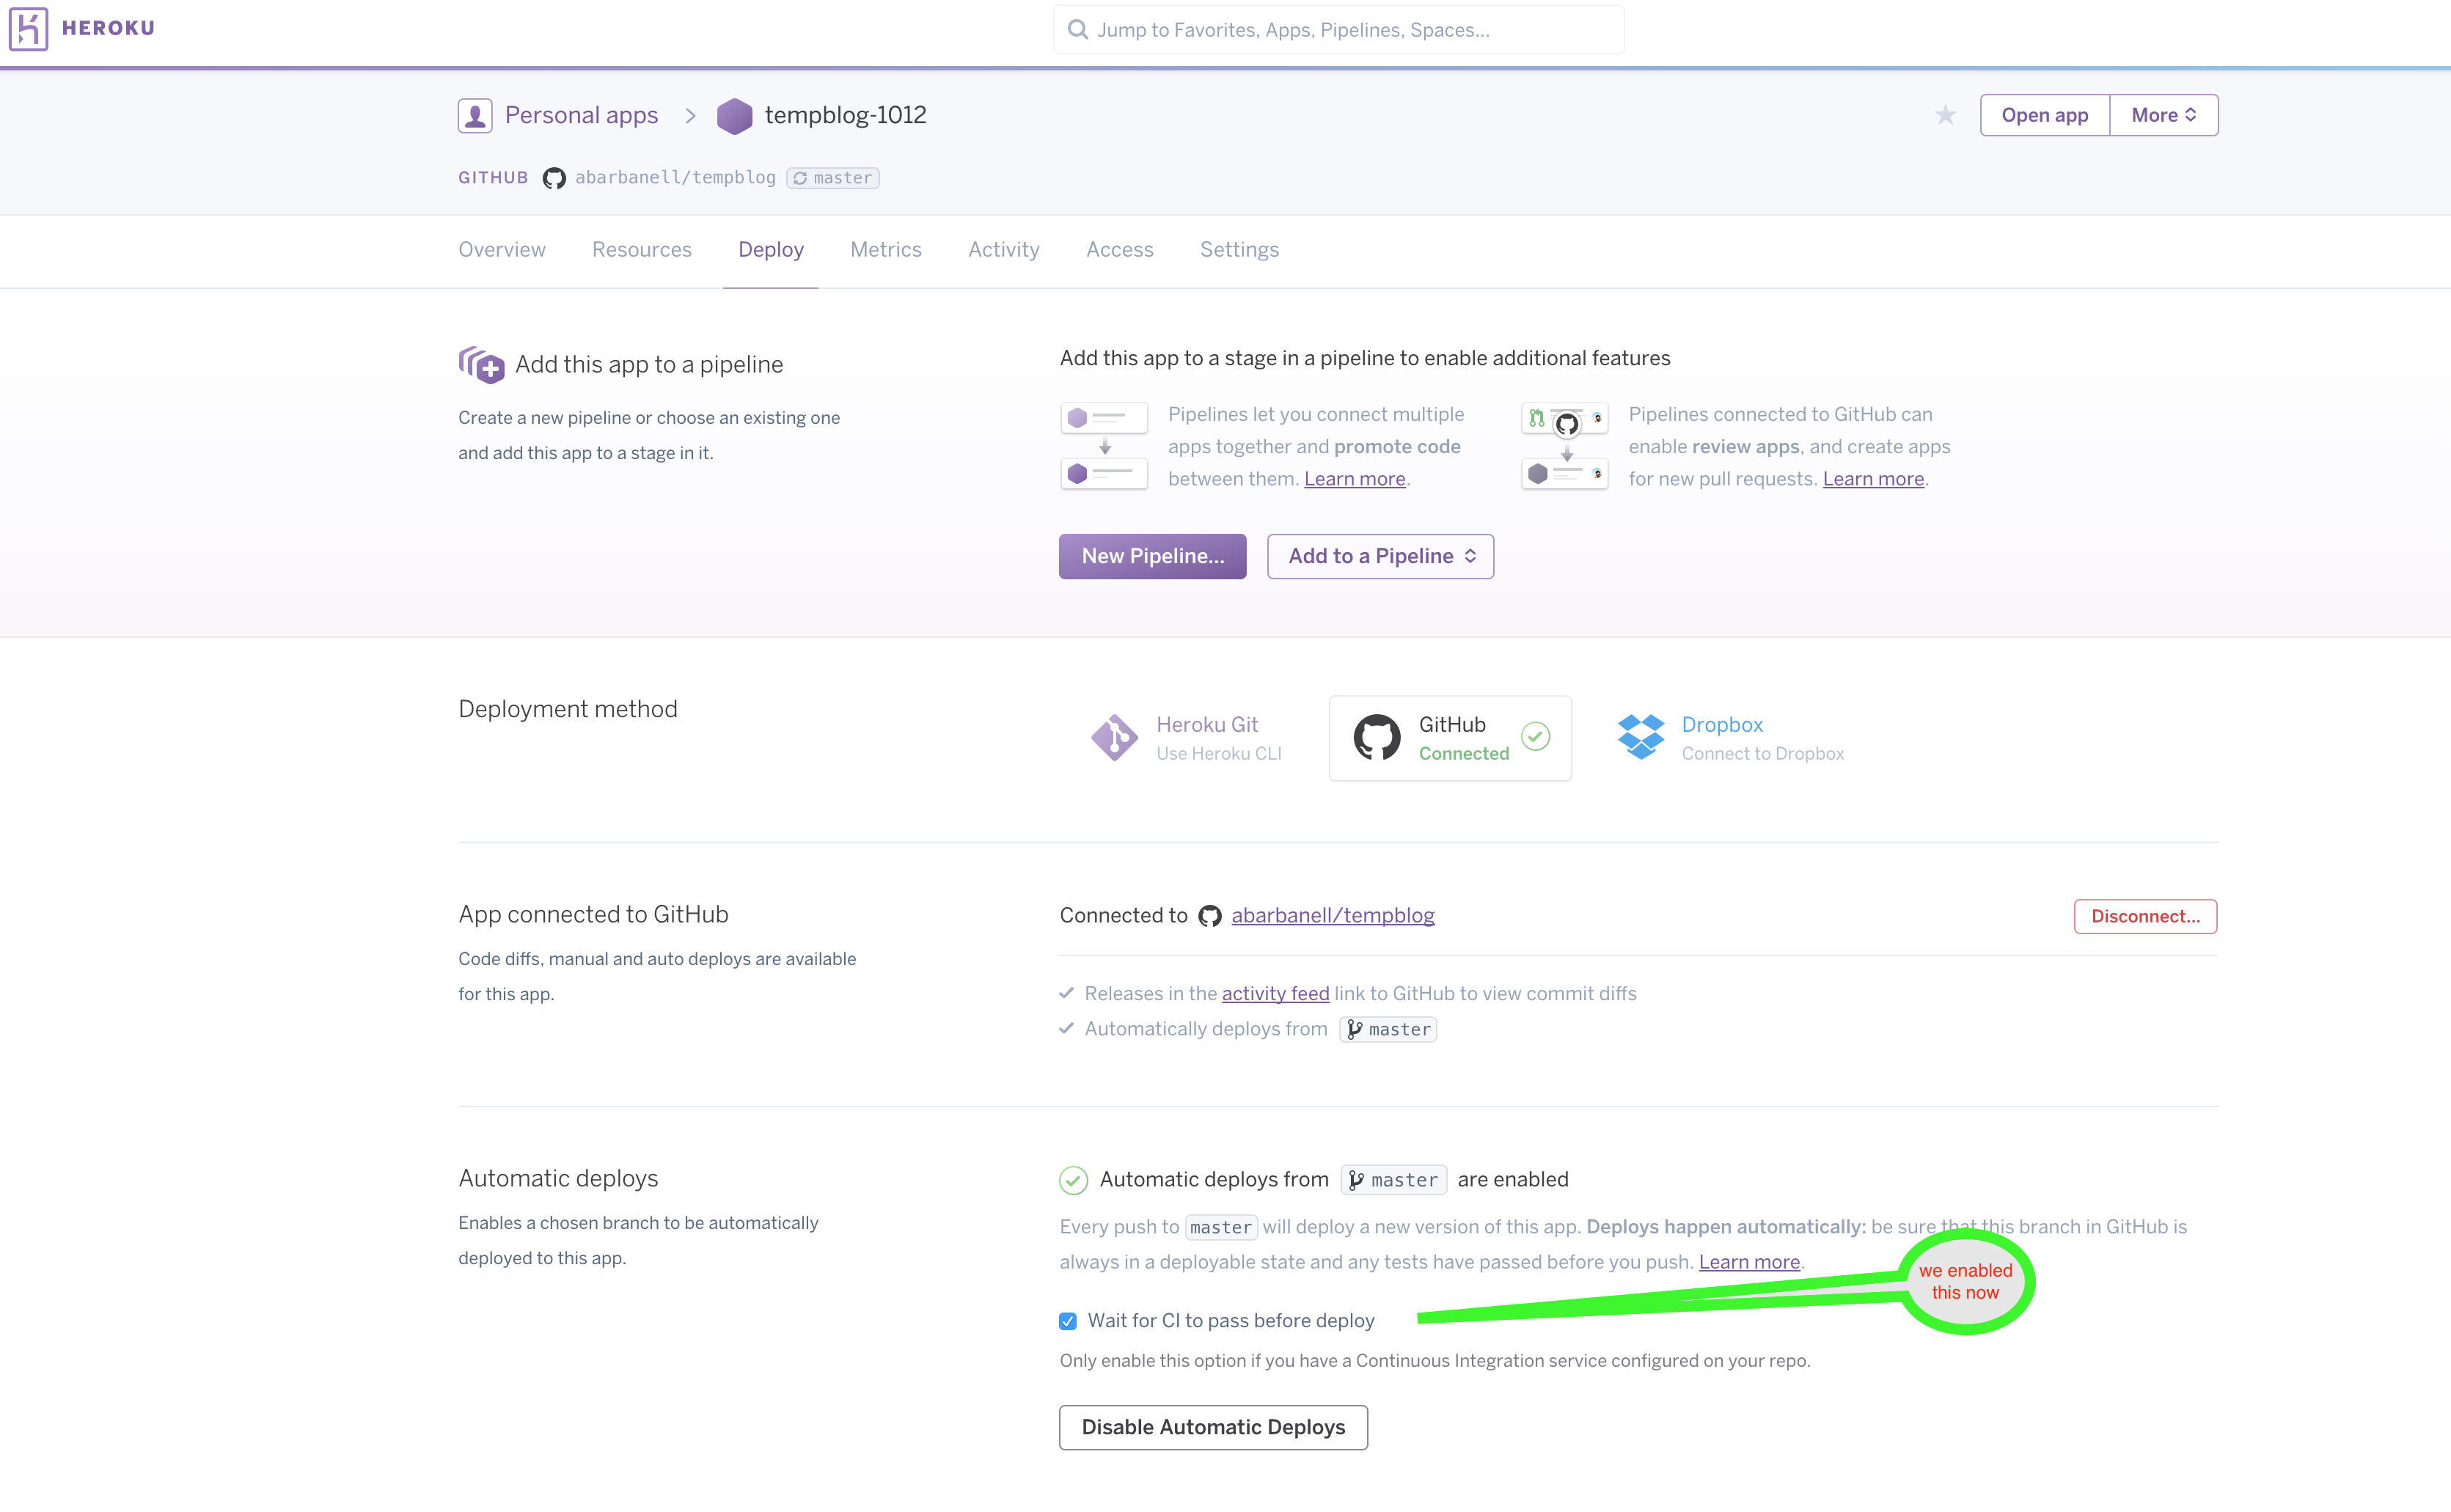 HEROKU
Jump to Favorites, Apps, Pipelines, Spaces...
Personal apps > tempblog-1012
Open app
More
GITHUB abarbanell/tempblog master
Overview Resources Deploy Metrics Activity Access Settings
Add this app to a pipeline
Create a new pipeline or choose an existing one
and add this app to a stage in it.
Add this app to a stage in a pipeline to enable additional features
Pipelines let you connect multiple
apps together and promote code
between them. Learn more.
Pipelines connected to GitHub can
enable review apps, and create apps
for new pull requests. Learn more.
New Pipeline...
Add to a Pipeline
Deployment method
Heroku Git
Use Heroku CLI
GitHub
Connected
Dropbox
Connect to Dropbox
App connected to GitHub
Code diffs, manual and auto deploys are available
for this app.
Connected to abarbanell/tempblog
Disconnect...
Releases in the activity feed link to GitHub to view commit diffs
Automatically deploys from master
Automatic deploys
Enables a chosen branch to be automatically
deployed to this app.
Automatic deploys from master are enabled
Every push to master will deploy a new version of this app. Deploys happen automatically: be sure that this branch in GitHub is
always in a deployable state and any tests have passed before you push. Learn more.
we enabled
this now
Wait for CI to pass before deploy
Only enable this option if you have a Continuous Integration service configured on your repo.
Disable Automatic Deploys